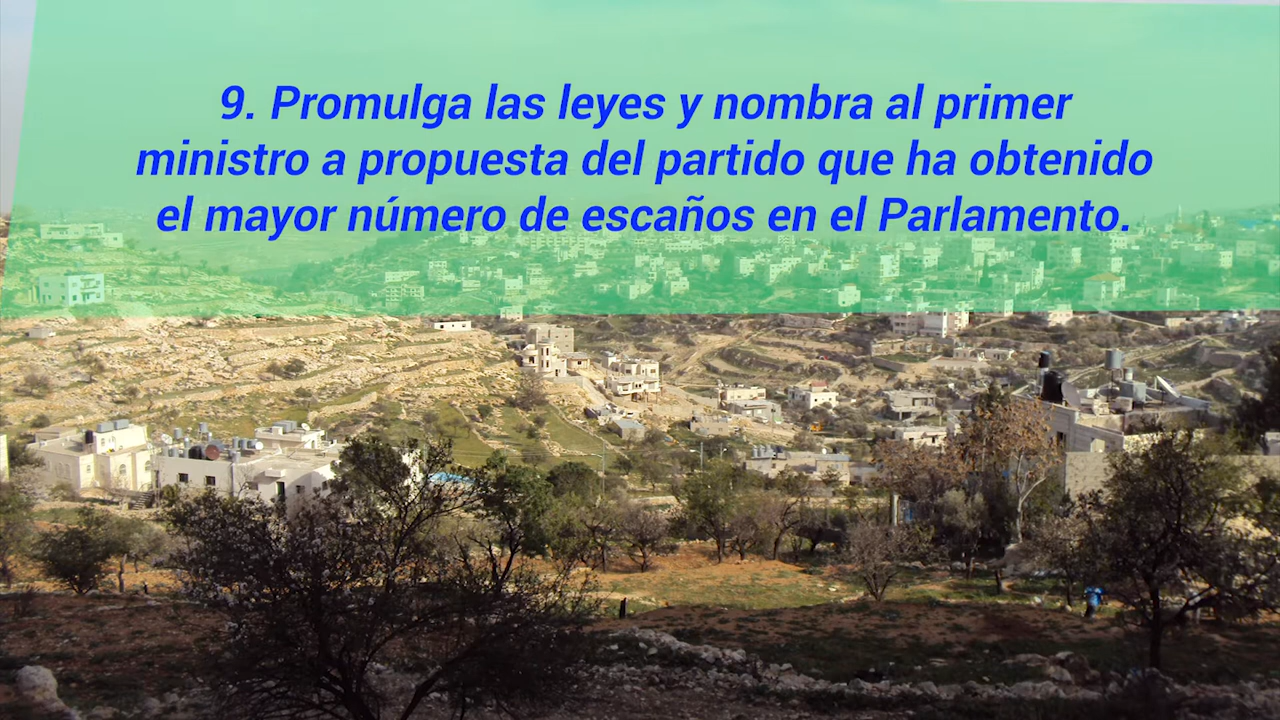 9. Promulga las leyes y nombra al primer
ministro a propuesta del partido que ha obtenido
el mayor número de escaños en el Parlamento.